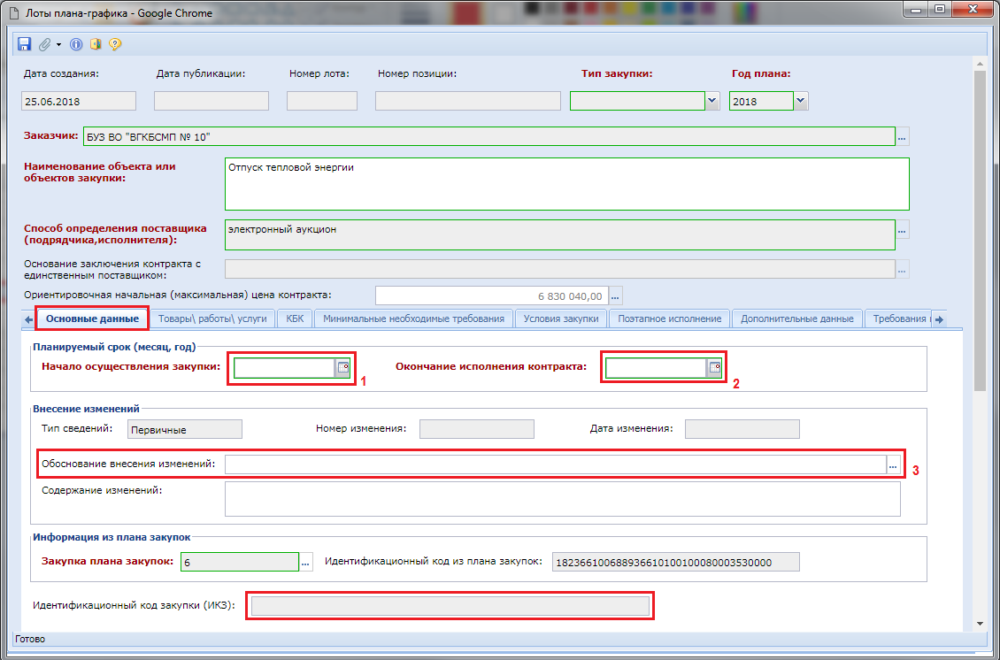 Лоты плана-графика - Google Chrome
Дата создания: Дата публикации: Номер лота: Номер позиции: Тип закупки: Год плана:
25.06.2018 2018
Заказчик: БУЗ ВО "ВГКБСМП № 10" ...
Наименование объекта или
объектов закупки:
Отпуск тепловой энергии
Способ определения поставщика
(подрядчика,исполнителя):
электронный аукцион ...
Основание заключения контракта с
единственным поставщиком: ...
Ориентировочная начальная (максимальная) цена контракта: 6 830 040,00 ...
Основные данные Товары\ работы\ услуги КБК Минимальные необходимые требования Условия закупки Поэтапное исполнение Дополнительные данные Требования
Планируемый срок (месяц, год)
Начало осуществления закупки: 1 Окончание исполнения контракта: 2
Внесение изменений
Тип сведений: Первичные Номер изменения: Дата изменения:
Обоснование внесения изменений: ... 3
Содержание изменений:
Информация из плана закупок
Закупка плана закупок: 6 ... Идентификационный код из плана закупок: 182366100688936610100100080003530000
Идентификационный код закупки (ИКЗ):
Готово